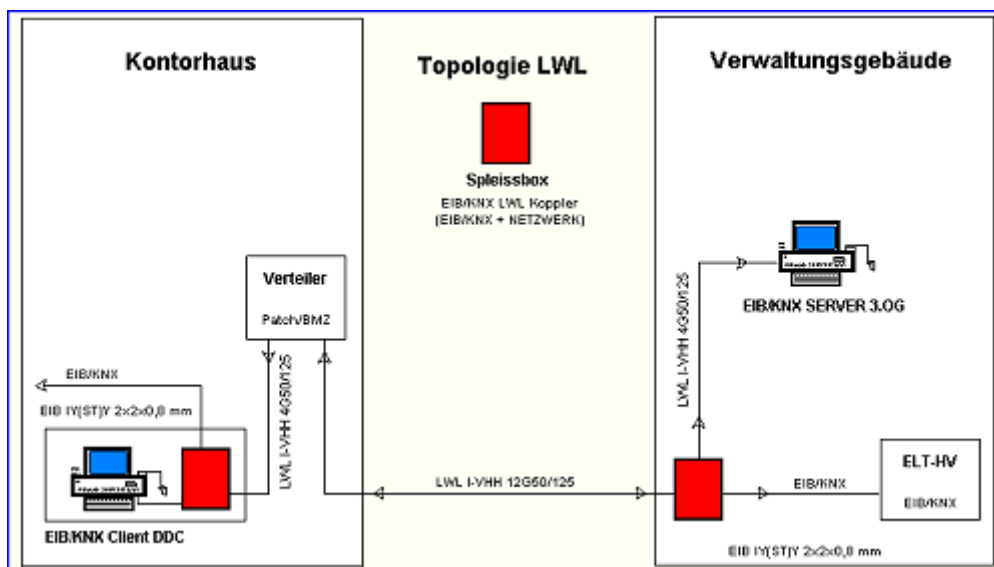 Kontorhaus
Topologie LWL
Verwaltungsgebäude
Spleissbox
EIB/KNX LWL Koppler
(EIB/KNX + NETZWERK)
Verteiler
Patch/BMZ
EIB/KNX SERVER 3.OG
LWL I-VHH 4G50/125
EIB/KNX
EIB IY(ST)Y 2x2x0,8 mm
LWL I-VHH 4G50/125
EIB/KNX Client DDC
LWL I-VHH 12G50/125
EIB/KNX
ELT-HV
EIB/KNX
EIB IY(ST)Y 2x2x0,8 mm